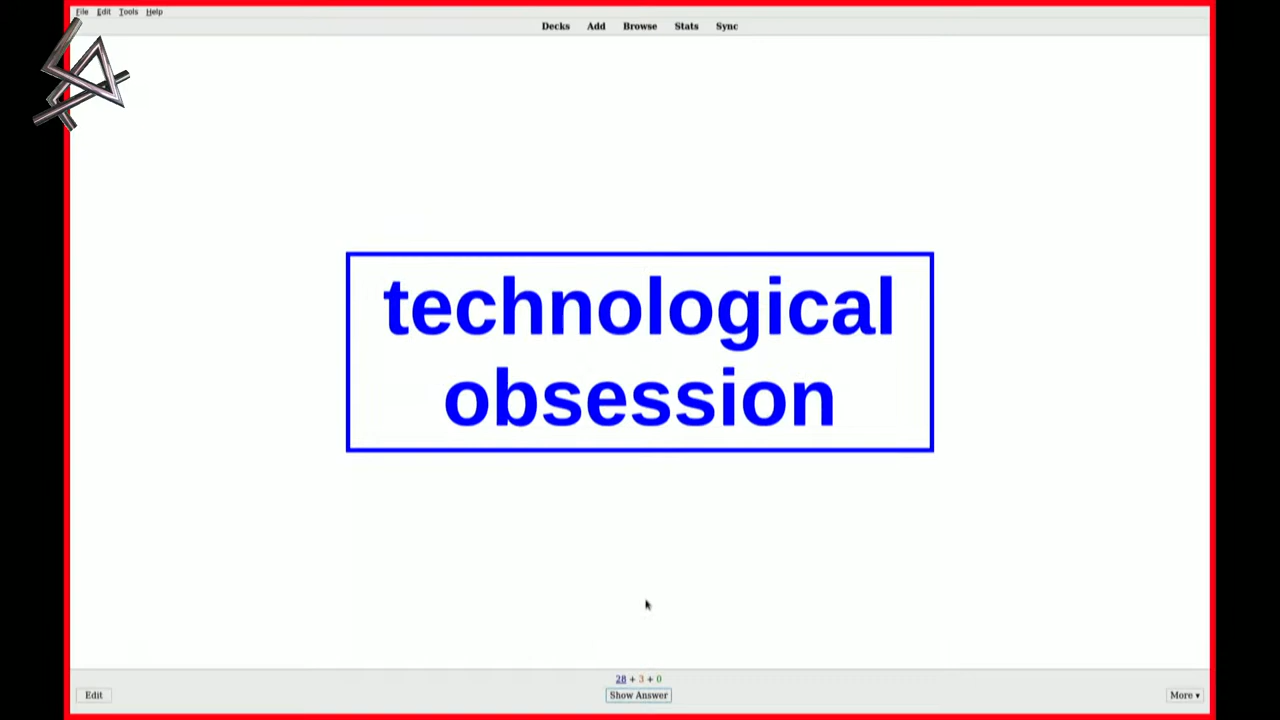 File Edit Tools Help
Decks Add Browse Stats Sync
technological
obsession
28 + 3 + 0
Edit Show Answer More ▾